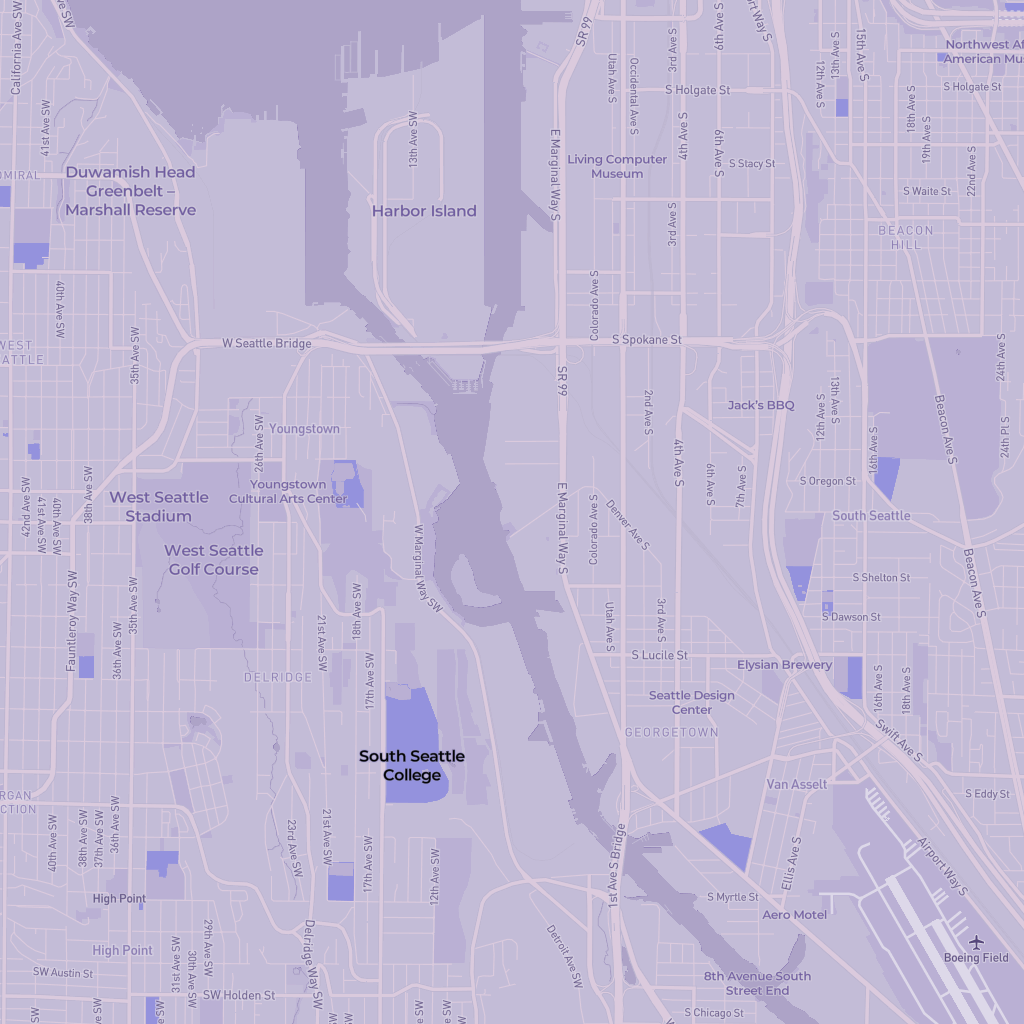 California Ave SW
SR 99
6th Ave S
15th Ave S
13th Ave S
Northwest
American
3rd Ave S
Utah Ave S
Occidental Ave S
12th Ave S
S Holgate St
S Holgate St
41st Ave SW
13th Ave SW
E Marginal Way S
4th Ave S
6th Ave S
18th Ave S
19th Ave S
22nd Ave S
Living Computer
Museum
S Stacy St
Duwamish Head
Greenbelt –
Marshall Reserve
S Waite St
Harbor Island
3rd Ave S
BEACON
HILL
40th Ave SW
35th Ave SW
Colorado Ave S
W Seattle Bridge
S Spokane St
24th Ave S
SR 99
2nd Ave S
Jack's BBQ
12th Ave S
13th Ave S
Beacon Ave S
24th Pl S
Youngstown
26th Ave SW
4th Ave S
16th Ave S
6th Ave S
7th Ave S
S Oregon St
Youngstown
Cultural Arts Center
West Seattle
Stadium
42nd Ave SW
41st Ave SW
40th Ave SW
38th Ave SW
E Marginal Way S
Colorado Ave S
Denver Ave S
South Seattle
West Seattle
Golf Course
W Marginal Way SW
Beacon Ave S
S Shelton St
Fauntleroy Way SW
35th Ave SW
36th Ave SW
21st Ave SW
18th Ave SW
Utah Ave S
3rd Ave S
S Dawson St
S Lucile St
Elysian Brewery
DELRIDGE
17th Ave SW
16th Ave S
18th Ave S
Seattle Design
Center
GEORGETOWN
Swift Ave S
South Seattle
College
Van Asselt
S Eddy St
40th Ave SW
38th Ave SW
37th Ave SW
36th Ave SW
23rd Ave SW
21st Ave SW
17th Ave SW
12th Ave SW
1st Ave S Bridge
Ellis Ave S
Airport Way S
High Point
S Myrtle St
Aero Motel
High Point
29th Ave SW
31st Ave SW
30th Ave SW
Delridge Way SW
Detroit Ave SW
Boeing Field
SW Austin St
8th Avenue South
Street End
SW Holden St
S Chicago St